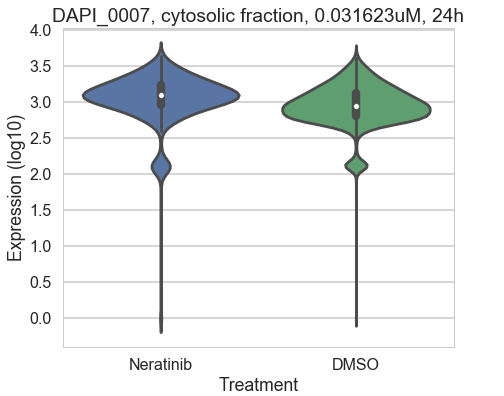 DAPI_0007, cytosolic fraction, 0.031623uM, 24h
Expression (log10)
4.0
3.5
3.0
2.5
2.0
1.5
1.0
0.5
0.0
Neratinib DMSO
Treatment